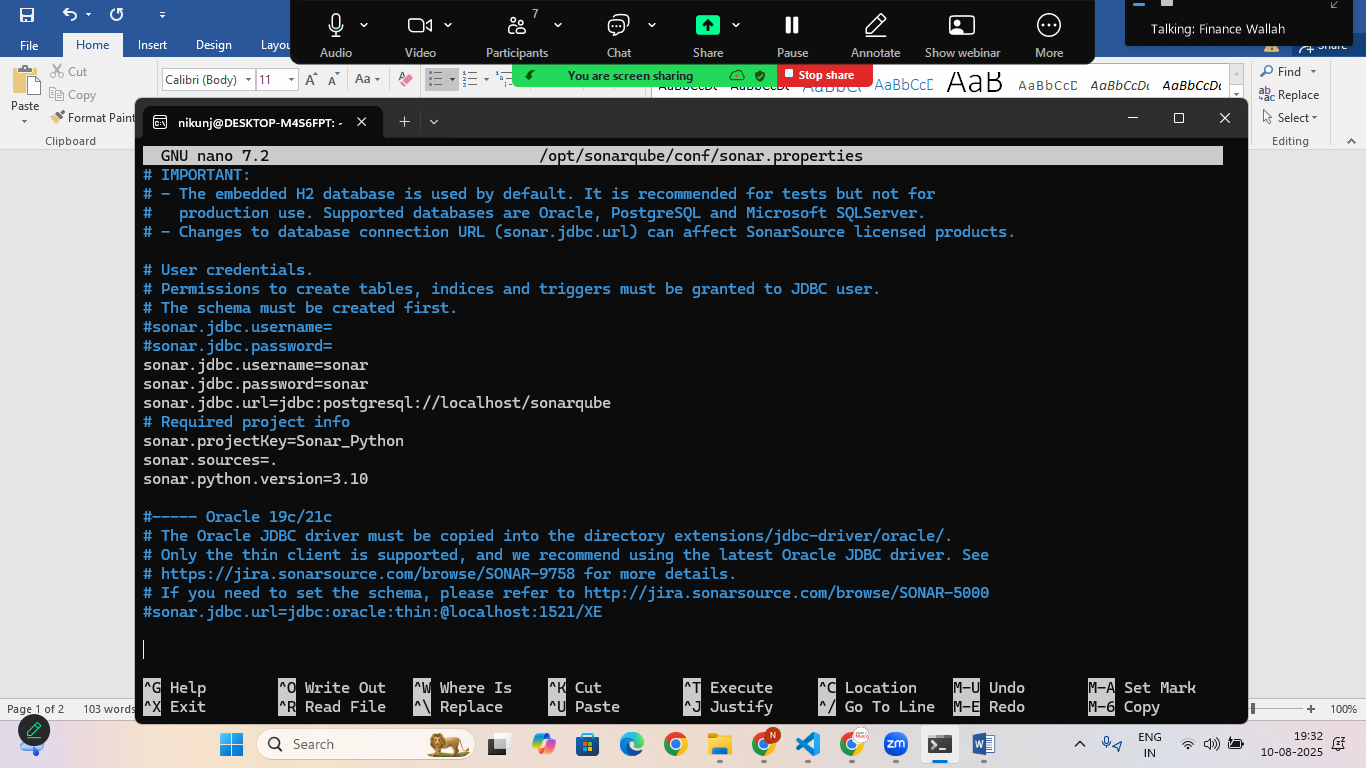 7
Talking: Finance Wallah
Audio
Video
Participants
Chat
Share
Pause
Annotate
Show webinar
More
File
Home
Insert
Design
You are screen sharing
Stop share
Cut
Copy
Paste
Format Paint
Clipboard
Calibri (Body)
11
Find
Replace
Select
Editing
nikunj@DESKTOP-M4S6FPT: ~
GNU nano 7.2 /opt/sonarqube/conf/sonar.properties
# IMPORTANT:
# - The embedded H2 database is used by default. It is recommended for tests but not for
# production use. Supported databases are Oracle, PostgreSQL and Microsoft SQLServer.
# - Changes to database connection URL (sonar.jdbc.url) can affect SonarSource licensed products.
# User credentials.
# Permissions to create tables, indices and triggers must be granted to JDBC user.
# The schema must be created first.
#sonar.jdbc.username=
#sonar.jdbc.password=
sonar.jdbc.username=sonar
sonar.jdbc.password=sonar
sonar.jdbc.url=jdbc:postgresql://localhost/sonarqube
# Required project info
sonar.projectKey=Sonar_Python
sonar.sources=.
sonar.python.version=3.10
#----- Oracle 19c/21c
# The Oracle JDBC driver must be copied into the directory extensions/jdbc-driver/oracle/.
# Only the thin client is supported, and we recommend using the latest Oracle JDBC driver. See
# https://jira.sonarsource.com/browse/SONAR-9758 for more details.
# If you need to set the schema, please refer to http://jira.sonarsource.com/browse/SONAR-5000
#sonar.jdbc.url=jdbc:oracle:thin:@localhost:1521/XE
^G Help ^O Write Out ^W Where Is ^K Cut ^T Execute ^C Location M-U Undo M-A Set Mark
^X Exit ^R Read File ^\ Replace ^U Paste ^J Justify ^/ Go To Line M-E Redo M-6 Copy
Page 1 of 2 103 words
100%
Search
zm
ENG
IN
19:32
10-08-2025